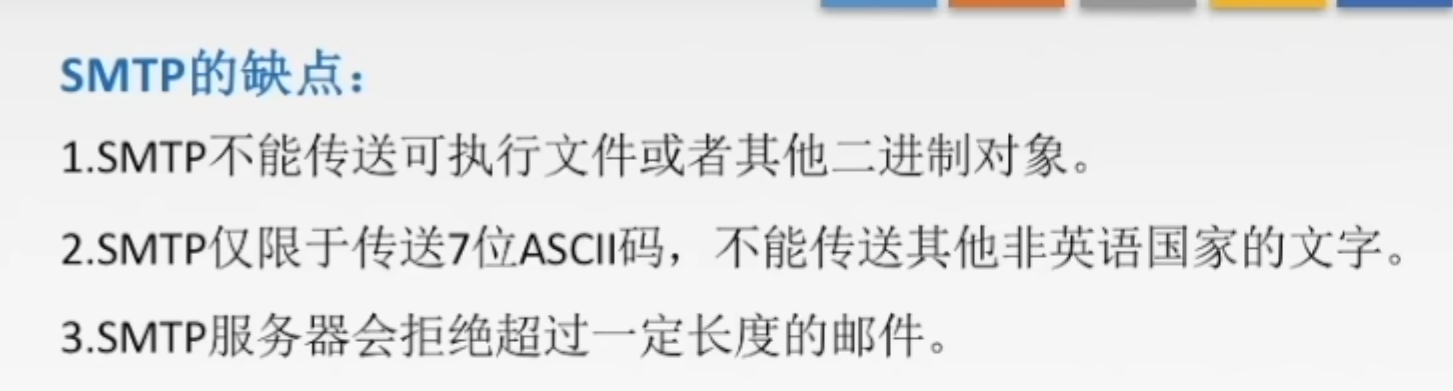 SMTP的缺点：
1.SMTP不能传送可执行文件或者其他二进制对象。
2.SMTP仅限于传送7位ASCII码，不能传送其他非英语国家的文字。
3.SMTP服务器会拒绝超过一定长度的邮件。